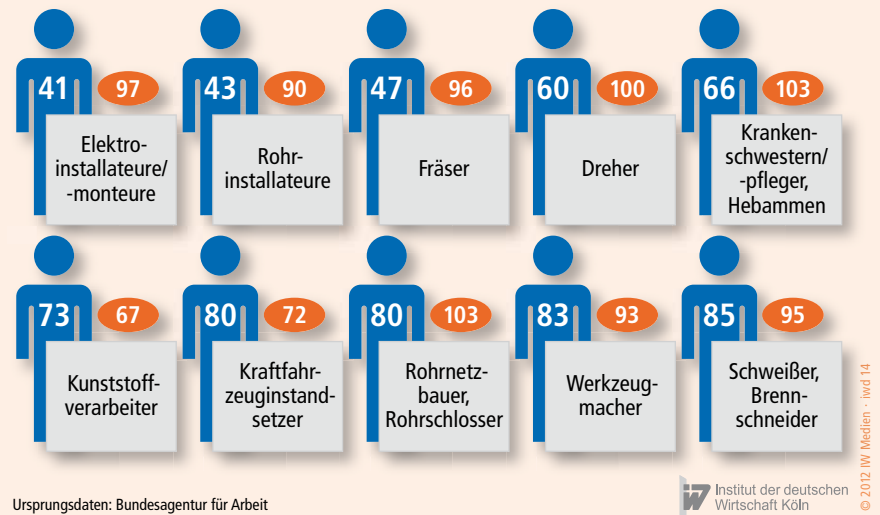 41 97
Elektro-
installateure/
-monteure
43 90
Rohr-
installateure
47 96
Fräser
60 100
Dreher
66 103
Kranken-
schwestern/
-pfleger,
Hebammen
73 67
Kunststoff-
verarbeiter
80 72
Kraftfahr-
zeuginstand-
setzer
80 103
Rohrnetz-
bauer,
Rohrschlosser
83 93
Werkzeug-
macher
85 95
Schweißer,
Brenn-
schneider
Ursprungsdaten: Bundesagentur für Arbeit
iw
Institut der deutschen
Wirtschaft Köln
© 2012 IW Medien · iwd 14